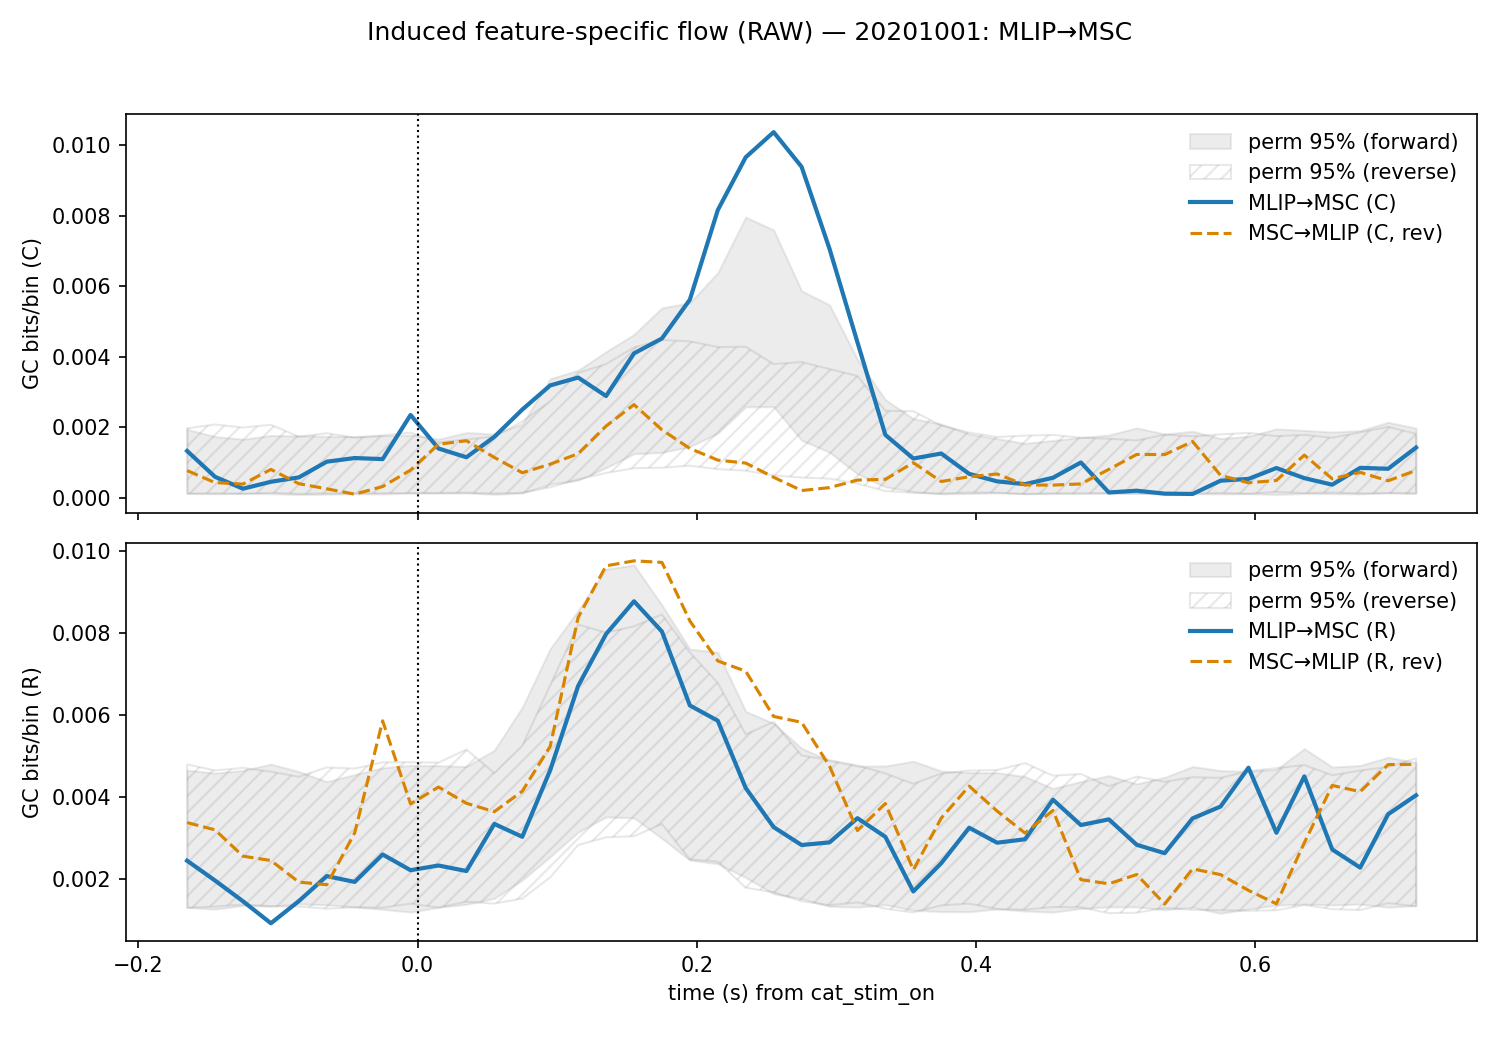 Induced feature-specific flow (RAW) — 20201001: MLIP→MSC
GC bits/bin (C)
0.010
0.008
0.006
0.004
0.002
0.000
perm 95% (forward)
perm 95% (reverse)
MLIP→MSC (C)
MSC→MLIP (C, rev)
GC bits/bin (R)
0.010
0.008
0.006
0.004
0.002
perm 95% (forward)
perm 95% (reverse)
MLIP→MSC (R)
MSC→MLIP (R, rev)
−0.2 0.0 0.2 0.4 0.6
time (s) from cat_stim_on